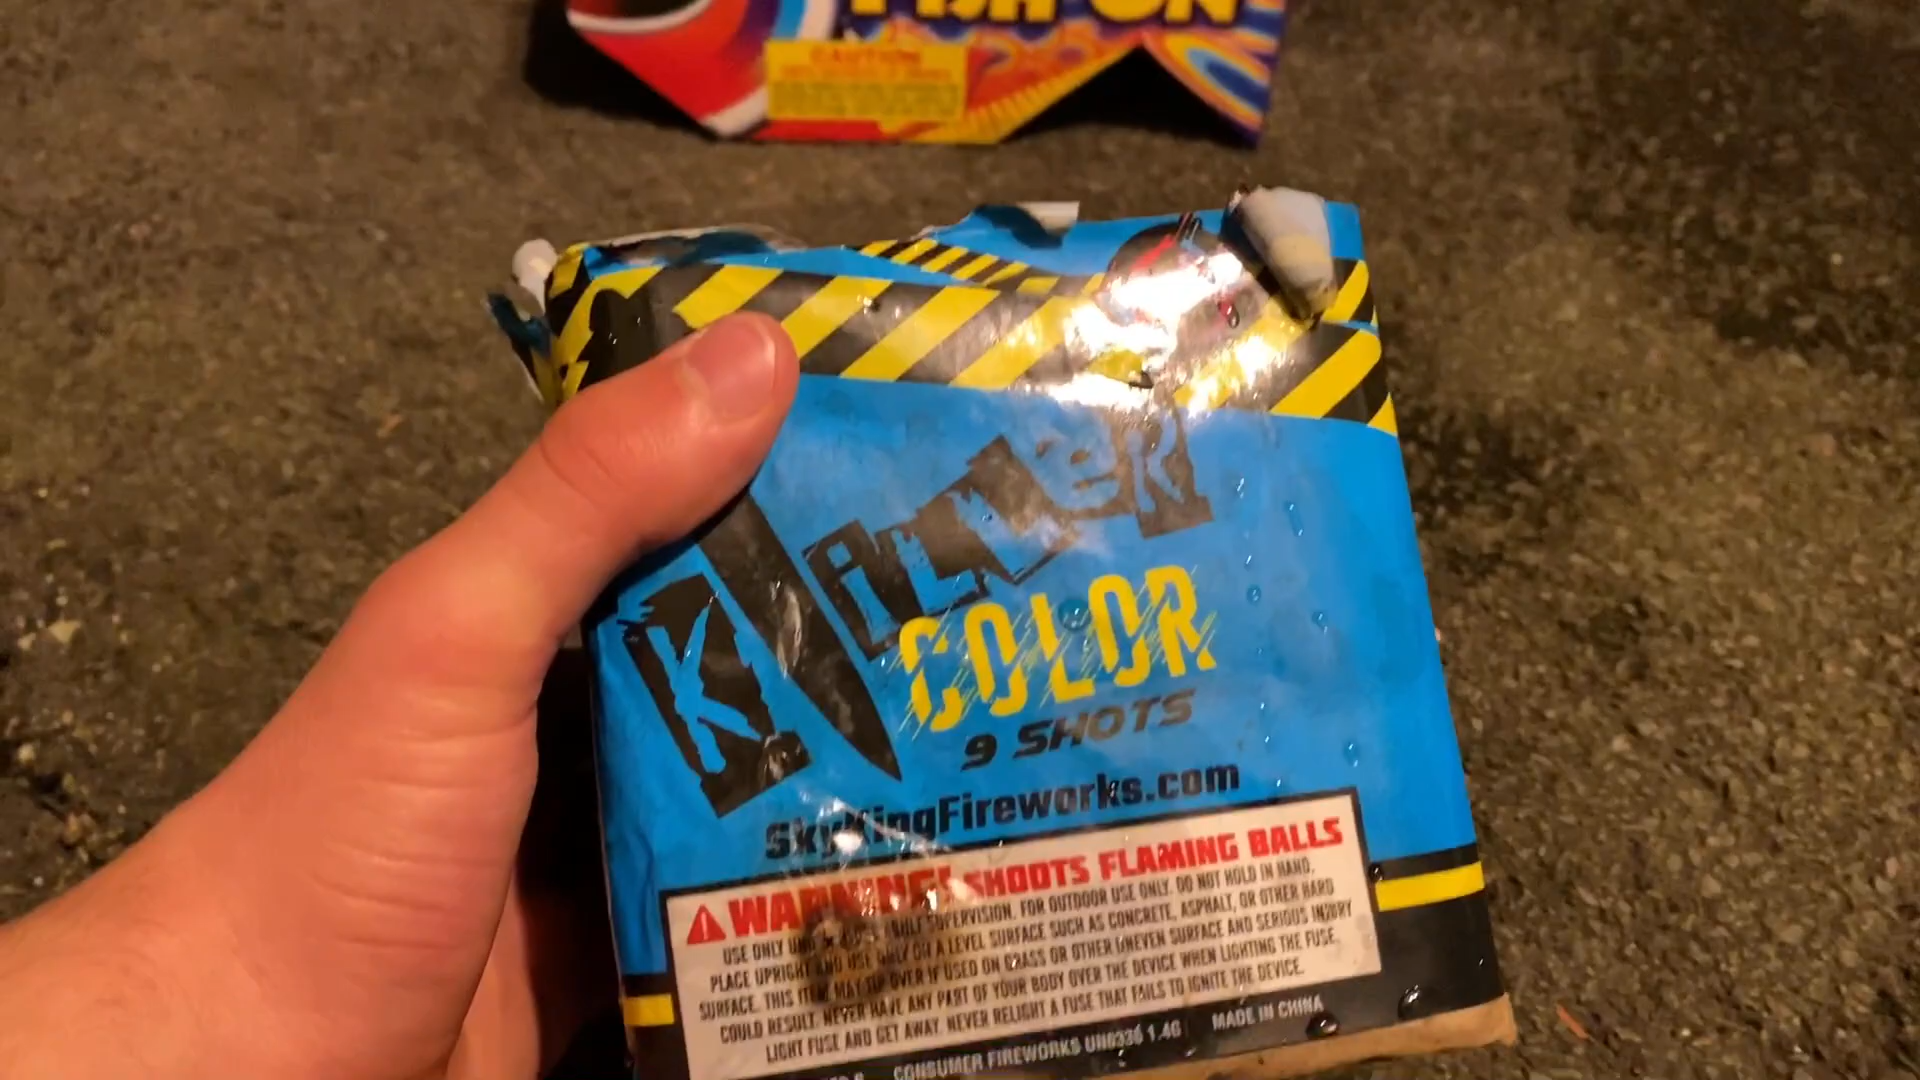 FISH ON
CAUTION
KiLLeR
COLOR
9 SHOTS
SkyKingFireworks.com
WARNING! SHOOTS FLAMING BALLS
USE ONLY UNDER ADULT SUPERVISION. FOR OUTDOOR USE ONLY. DO NOT HOLD IN HAND.
PLACE UPRIGHT AND USE ONLY ON A LEVEL SURFACE SUCH AS CONCRETE, ASPHALT, OR OTHER HARD
SURFACE. THIS ITEM MAY TIP OVER IF USED ON GRASS OR OTHER UNEVEN SURFACE AND SERIOUS INJURY
COULD RESULT. NEVER HAVE ANY PART OF YOUR BODY OVER THE DEVICE WHEN LIGHTING THE FUSE.
LIGHT FUSE AND GET AWAY. NEVER RELIGHT A FUSE THAT FAILS TO IGNITE THE DEVICE.
CONSUMER FIREWORKS UN0336 1.4G MADE IN CHINA